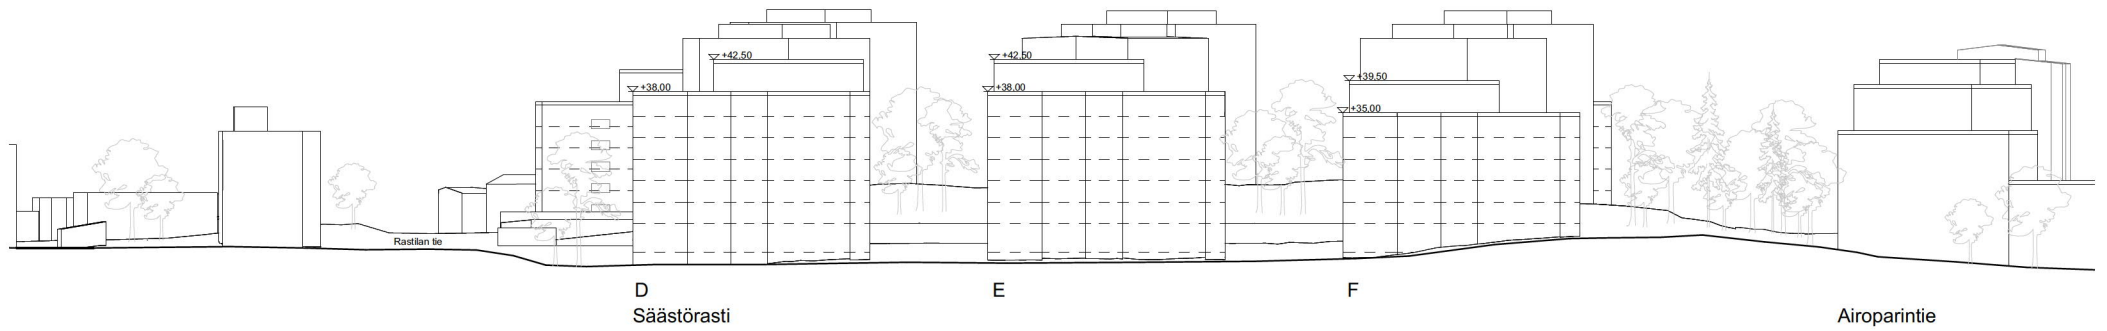 +42,50
+38,00
+42,50
+38,00
+39,50
+35,00
Rastilan tie
D
E
F
Säästörasti
Airoparintie